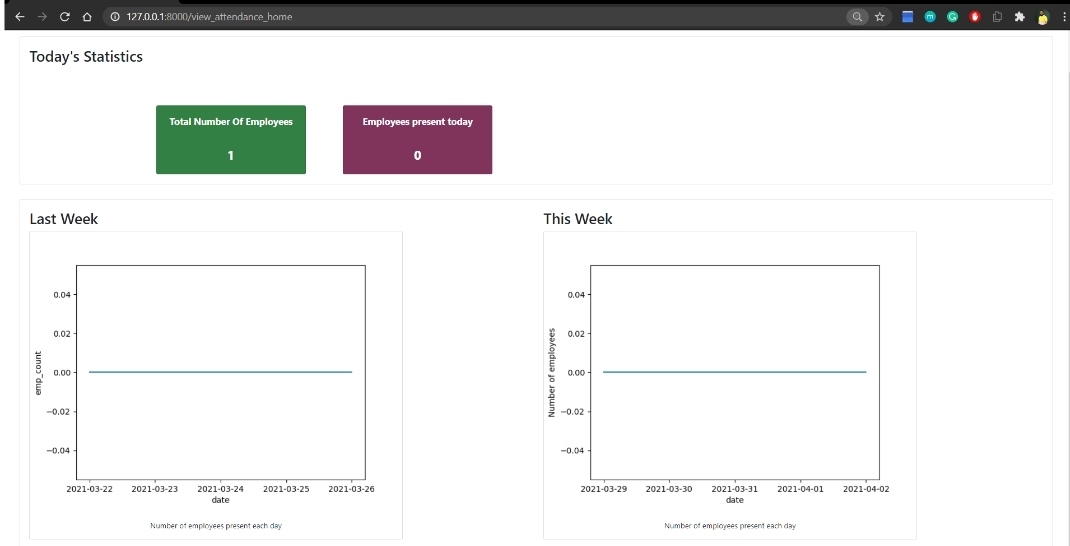 127.0.0.1:8000/view_attendance_home
Today's Statistics
Total Number Of Employees
1
Employees present today
0
Last Week
0.04
0.02
0.00
−0.02
−0.04
emp_count
2021-03-22 2021-03-23 2021-03-24 2021-03-25 2021-03-26
date
Number of employees present each day
This Week
0.04
0.02
0.00
−0.02
−0.04
Number of employees
2021-03-29 2021-03-30 2021-03-31 2021-04-01 2021-04-02
date
Number of employees present each day